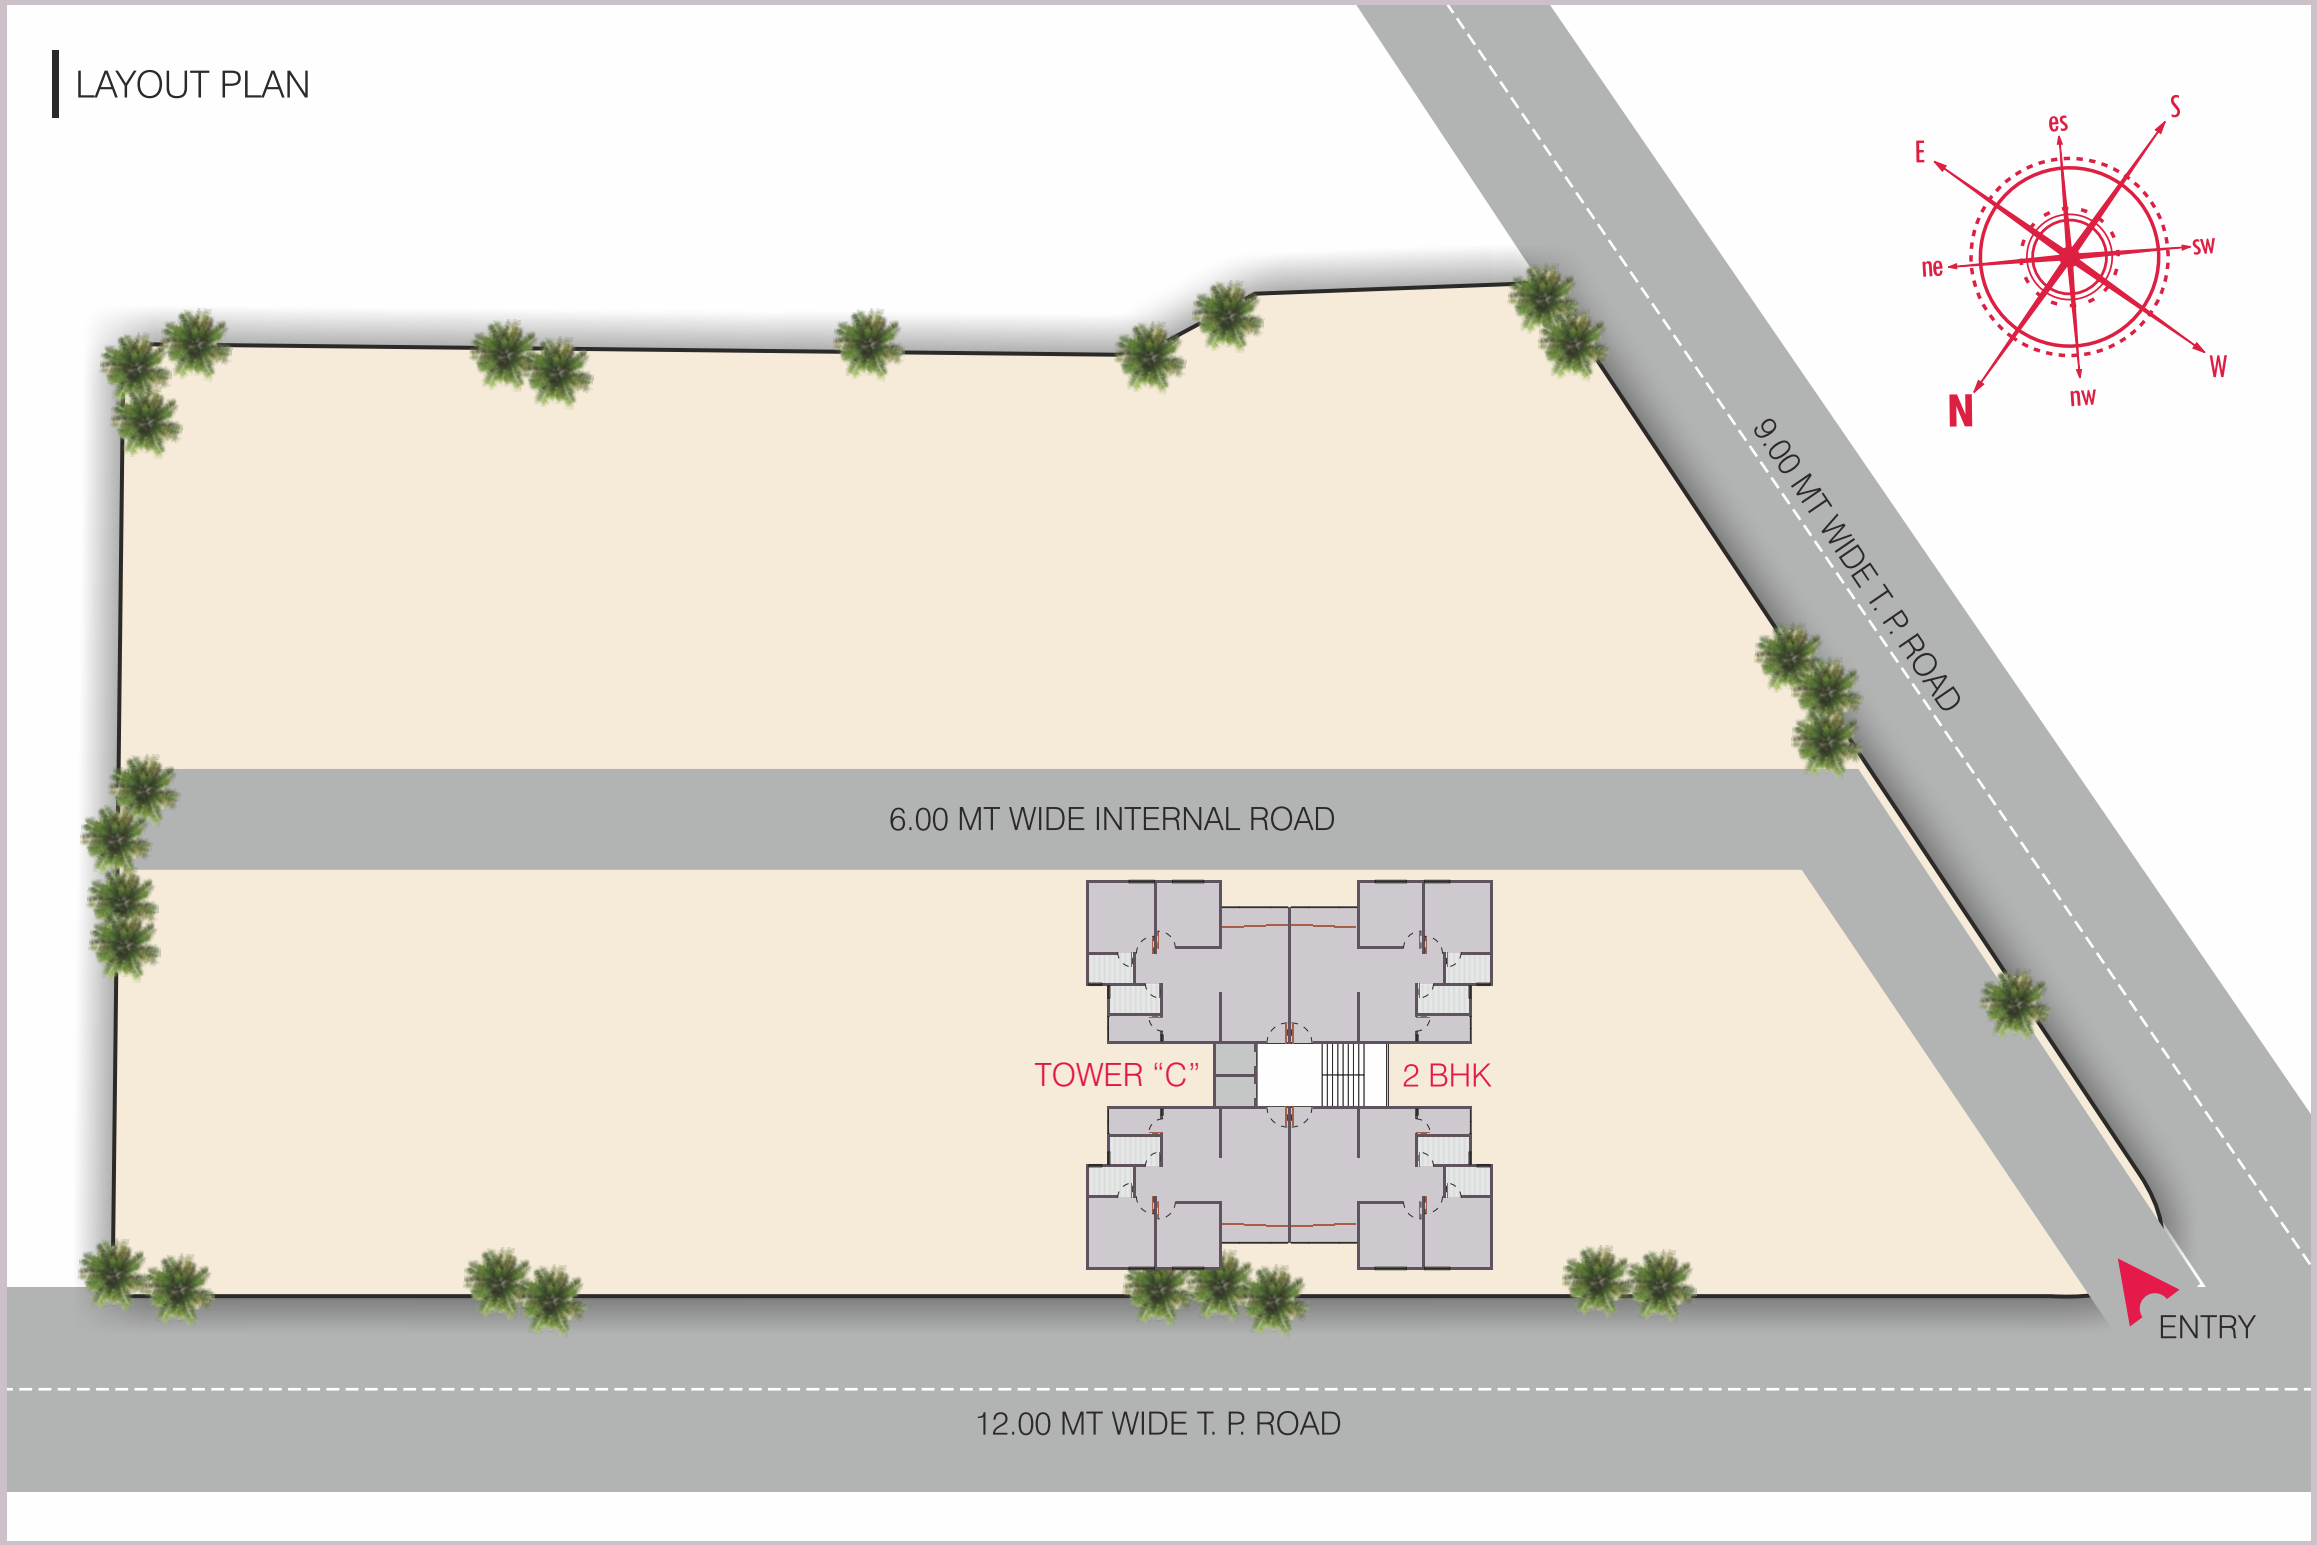 LAYOUT PLAN
S
es
E
sw
ne
W
nw
N
9.00 MT WIDE T. P. ROAD
6.00 MT WIDE INTERNAL ROAD
TOWER “C”
2 BHK
ENTRY
12.00 MT WIDE T. P. ROAD